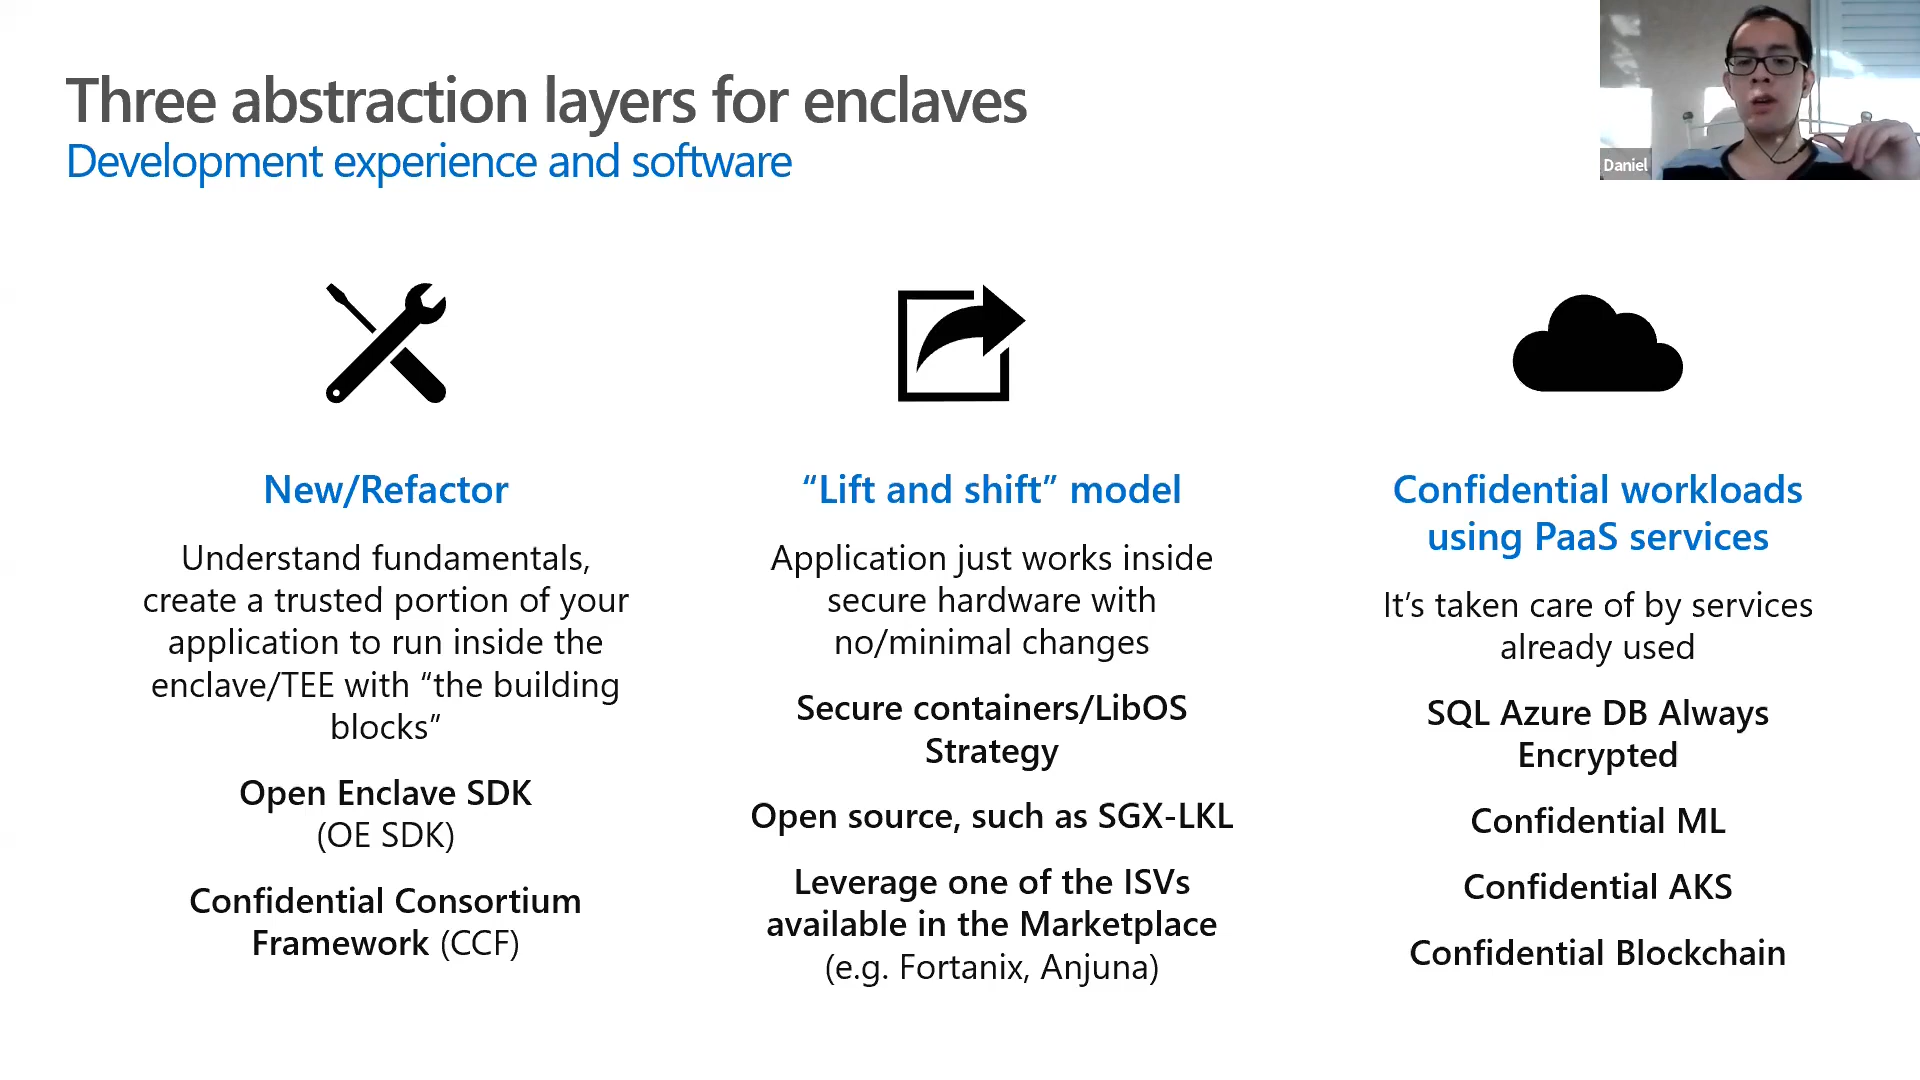 Three abstraction layers for enclaves
Development experience and software
Daniel
New/Refactor
Understand fundamentals,
create a trusted portion of your
application to run inside the
enclave/TEE with “the building
blocks”
Open Enclave SDK
(OE SDK)
Confidential Consortium
Framework (CCF)
“Lift and shift” model
Application just works inside
secure hardware with
no/minimal changes
Secure containers/LibOS
Strategy
Open source, such as SGX-LKL
Leverage one of the ISVs
available in the Marketplace
(e.g. Fortanix, Anjuna)
Confidential workloads
using PaaS services
It’s taken care of by services
already used
SQL Azure DB Always
Encrypted
Confidential ML
Confidential AKS
Confidential Blockchain